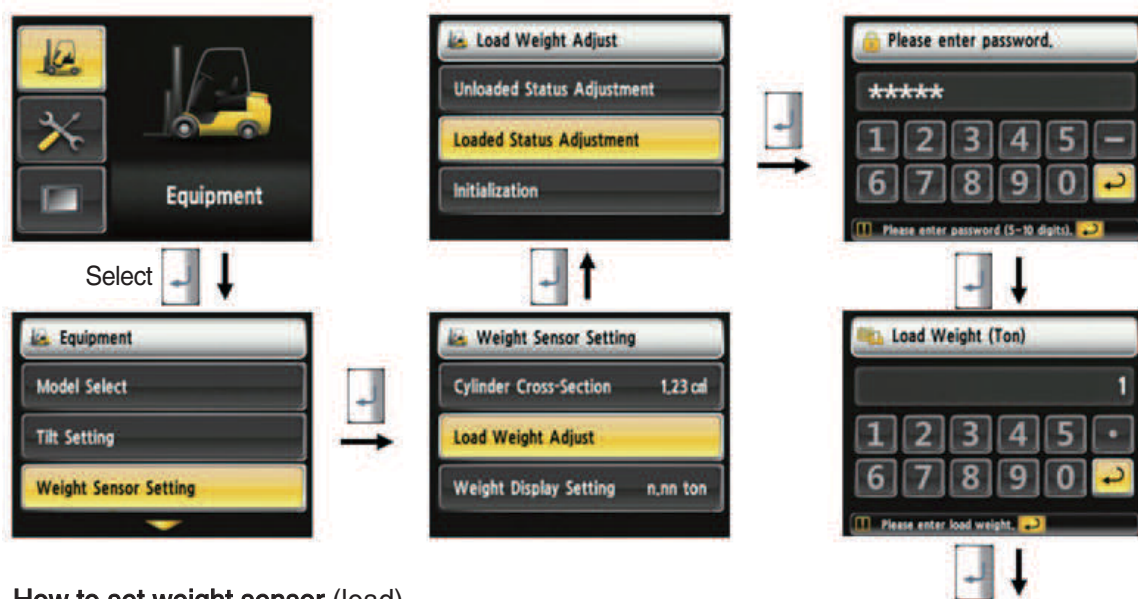 Equipment
Select
Equipment
Model Select
Tilt Setting
Weight Sensor Setting
Weight Sensor Setting
Cylinder Cross-Section 1.23 ㎠
Load Weight Adjust
Weight Display Setting n.nn ton
Load Weight Adjust
Unloaded Status Adjustment
Loaded Status Adjustment
Initialization
Please enter password.
*****
1 2 3 4 5 -
6 7 8 9 0
Please enter password (5-10 digits).
Load Weight (Ton)
1
1 2 3 4 5 ·
6 7 8 9 0
Please enter load weight.
How to set weight sensor (load)